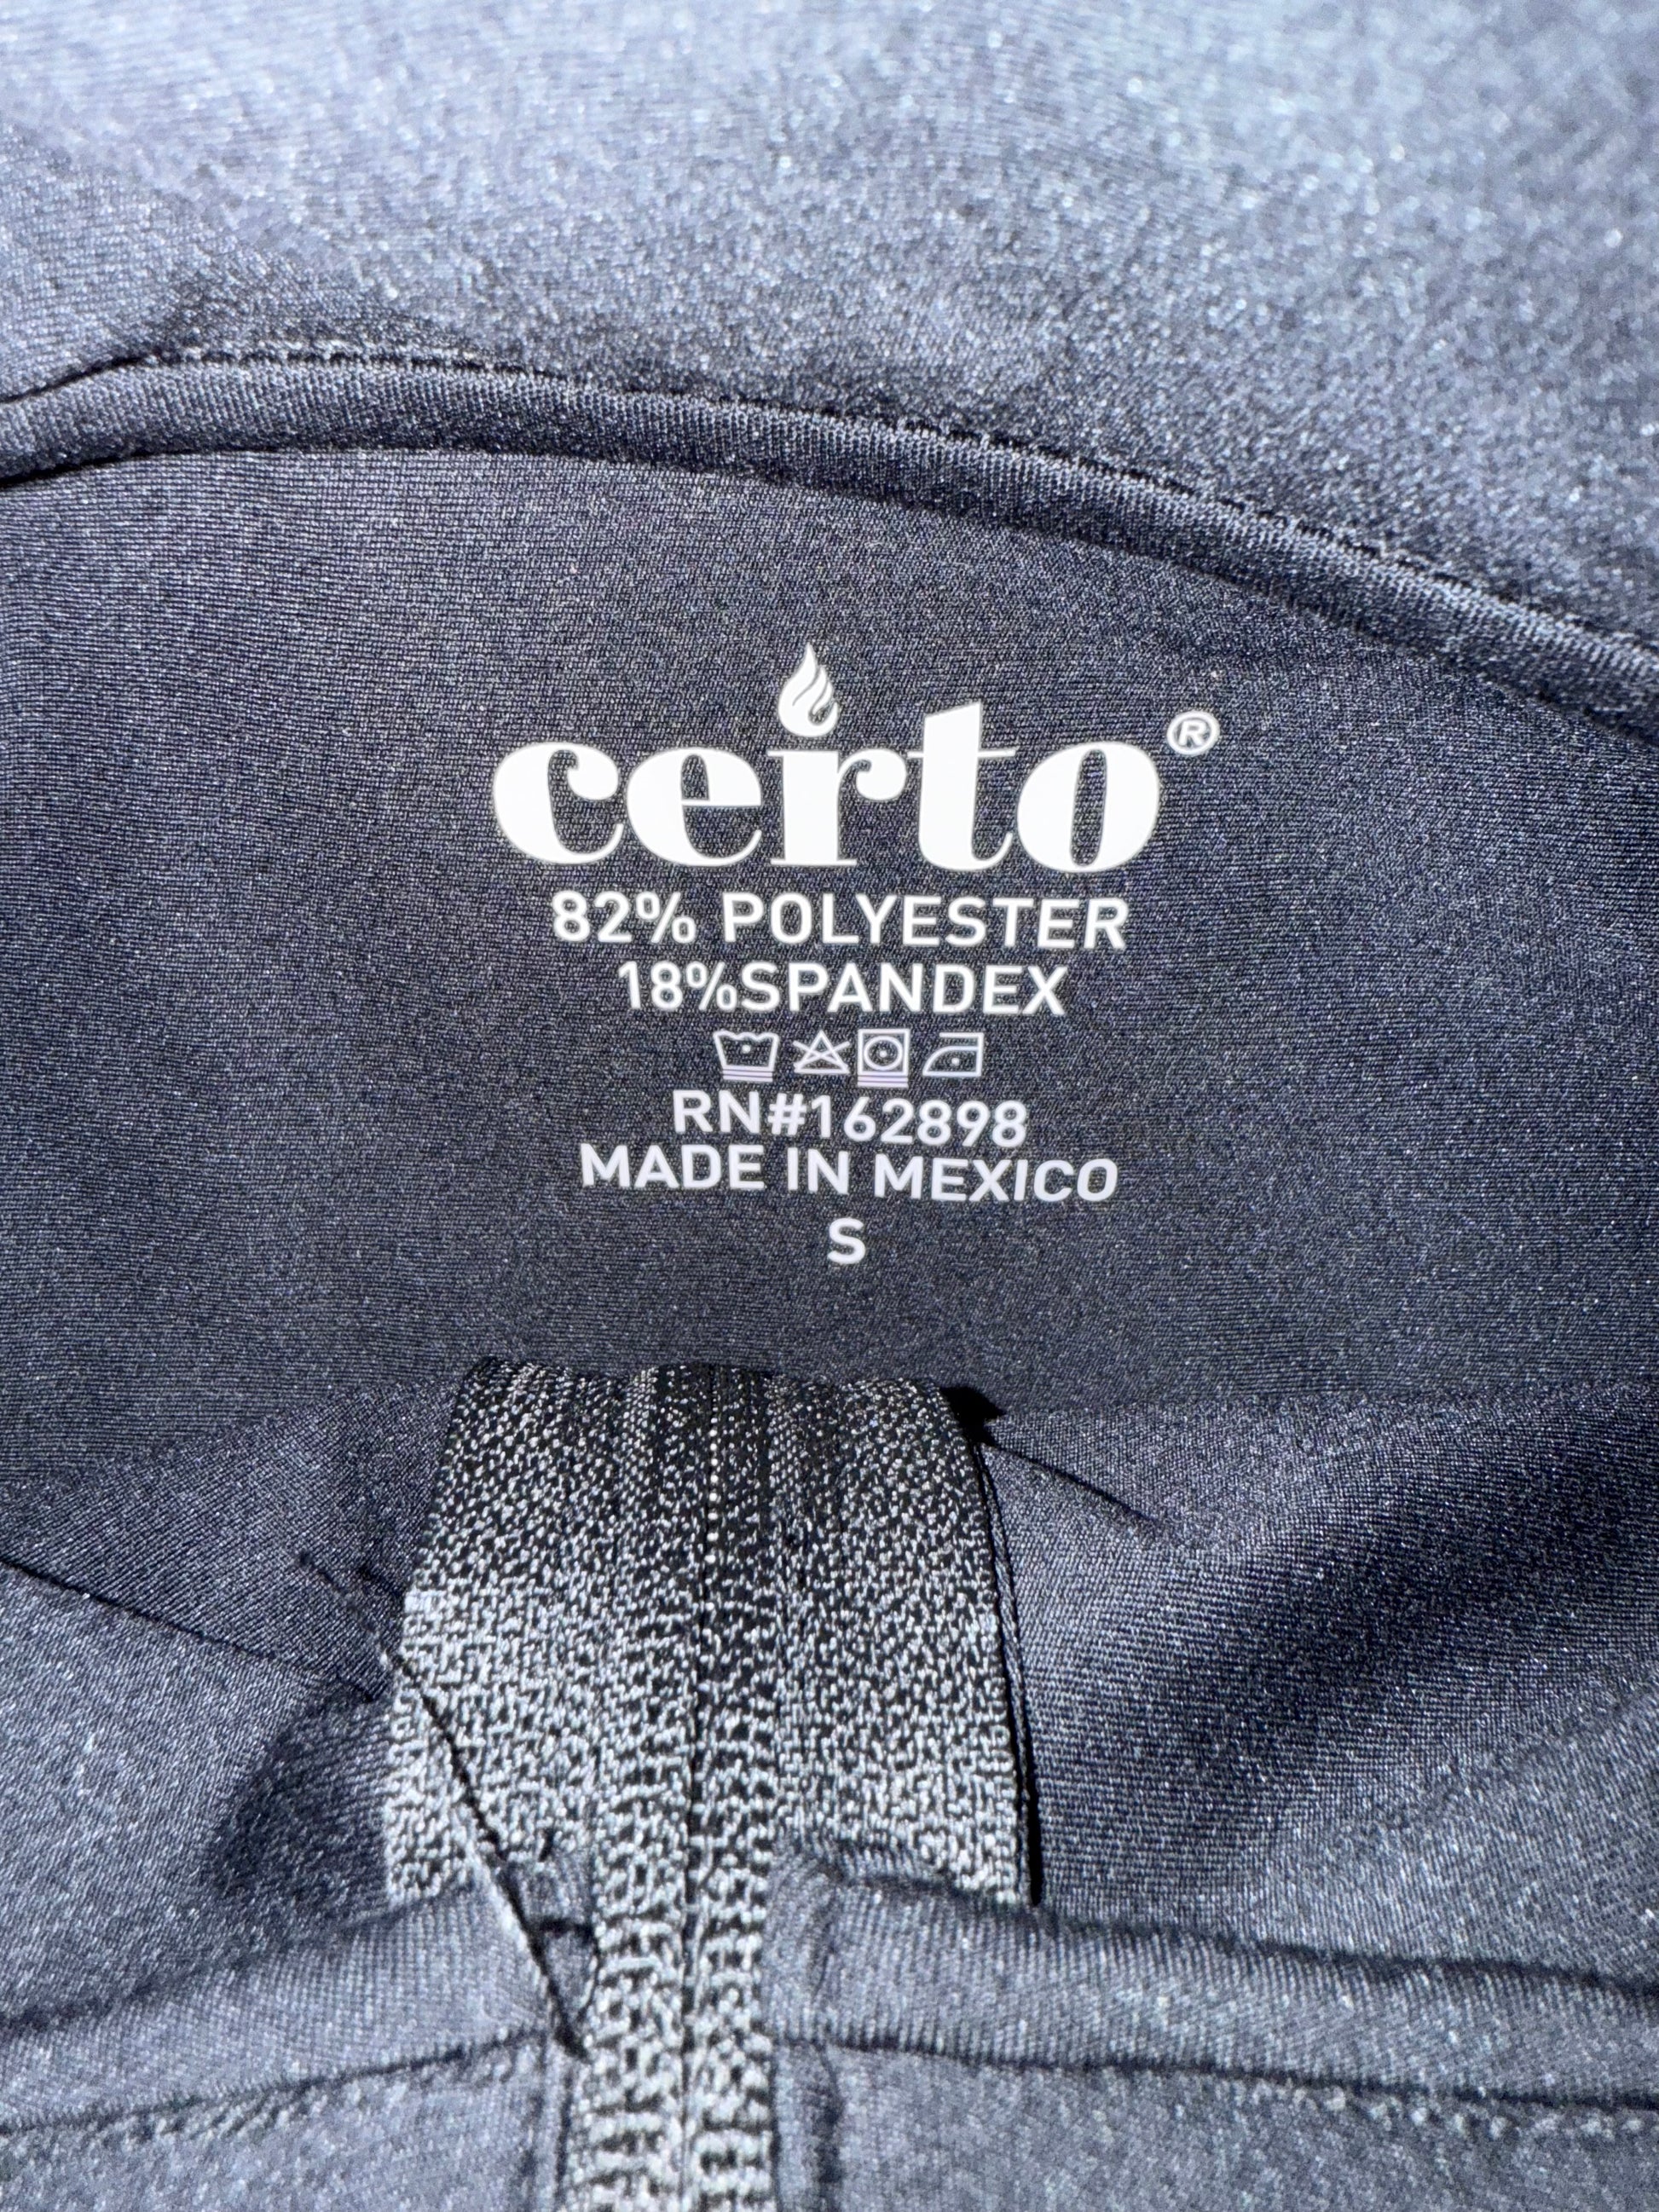 certo®
82% POLYESTER
18%SPANDEX
RN#162898
MADE IN MEXICO
S